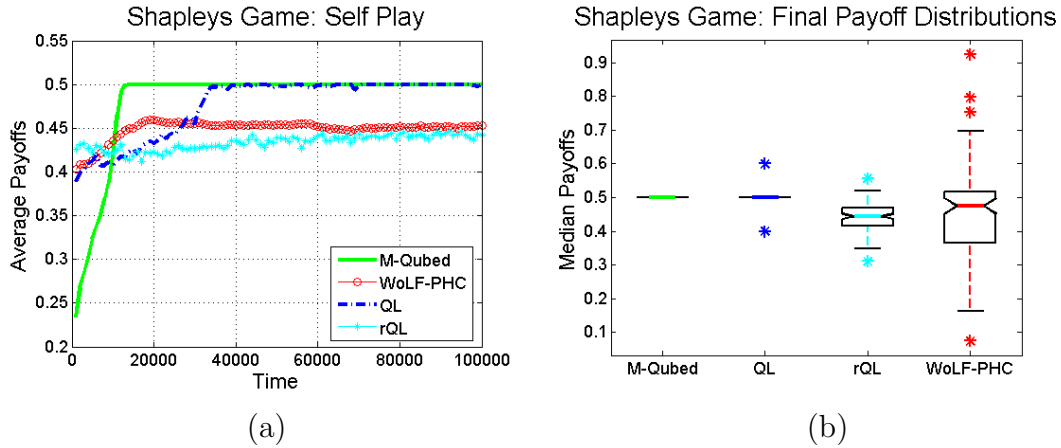 Shapleys Game: Self Play
Average Payoffs
0.55
0.5
0.45
0.4
0.35
0.3
0.25
0.2
0
20000
40000
60000
80000
100000
Time
M-Qubed
WoLF-PHC
QL
rQL
(a)
Shapleys Game: Final Payoff Distributions
Median Payoffs
0.9
0.8
0.7
0.6
0.5
0.4
0.3
0.2
0.1
M-Qubed
QL
rQL
WoLF-PHC
(b)